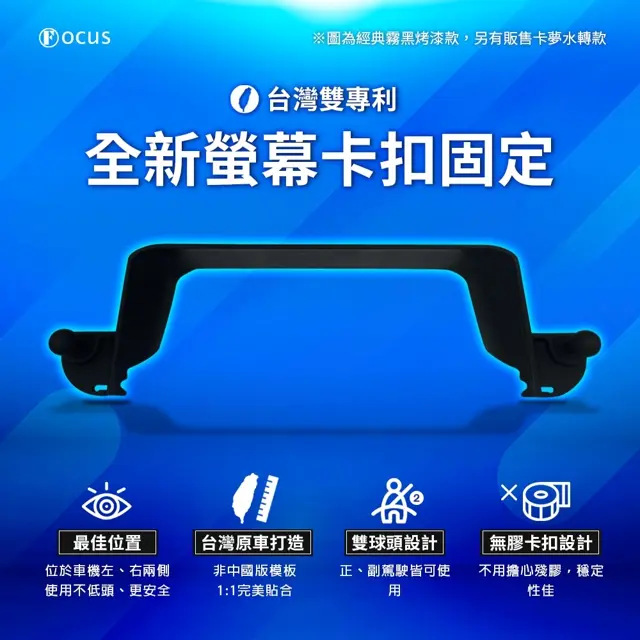 Focus
※圖為經典霧黑烤漆款，另有販售卡夢水轉款
台灣雙專利
全新螢幕卡扣固定
2
最佳位置
位於車機左、右兩側
使用不低頭、更安全
台灣原車打造
非中國版模板
1:1完美貼合
雙球頭設計
正、副駕駛皆可使
用
無膠卡扣設計
不用擔心殘膠，穩定
性佳